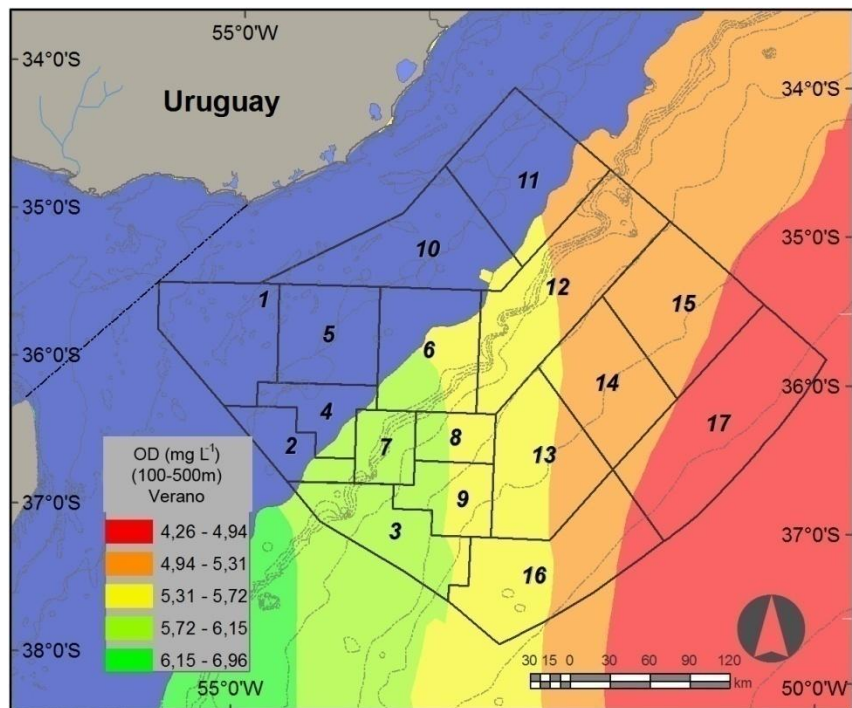 55°0'W
34°0'S
34°0'S
Uruguay
11
35°0'S
10
35°0'S
12
1
15
5
6
36°0'S
14
36°0'S
4
17
2
7
8
13
OD (mg L⁻¹)
(100-500m)
Verano
9
3
37°0'S
37°0'S
4,26 - 4,94
4,94 - 5,31
16
5,31 - 5,72
5,72 - 6,15
38°0'S
6,15 - 6,96
30 15 0 30 60 90 120
km
55°0'W
50°0'W